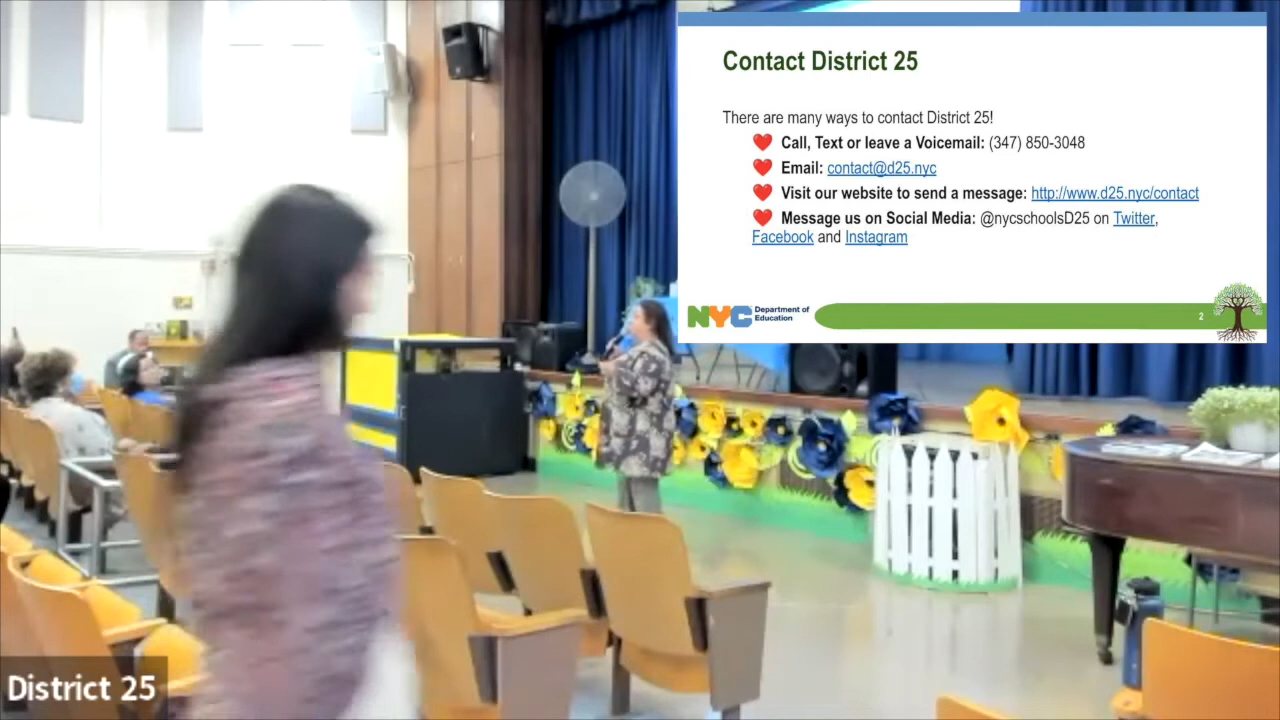 Contact District 25
There are many ways to contact District 25!
Call, Text or leave a Voicemail: (347) 850-3048
Email: contact@d25.nyc
Visit our website to send a message: http://www.d25.nyc/contact
Message us on Social Media: @nycschoolsD25 on Twitter,
Facebook and Instagram
NYC Department of
Education
2
District 25